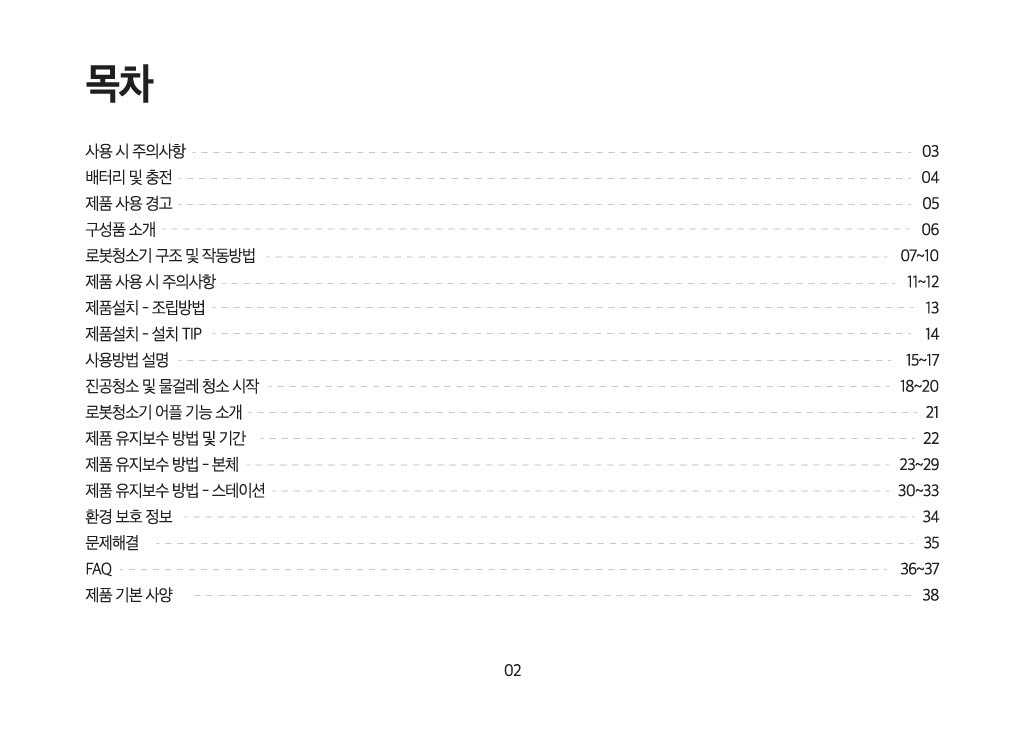 목차
사용 시 주의사항 03
배터리 및 충전 04
제품 사용 경고 05
구성품 소개 06
로봇청소기 구조 및 작동방법 07~10
제품 사용 시 주의사항 11~12
제품설치 - 조립방법 13
제품설치 - 설치 TIP 14
사용방법 설명 15~17
진공청소 및 물걸레 청소 시작 18~20
로봇청소기 어플 기능 소개 21
제품 유지보수 방법 및 기간 22
제품 유지보수 방법 - 본체 23~29
제품 유지보수 방법 - 스테이션 30~33
환경 보호 정보 34
문제해결 35
FAQ 36~37
제품 기본 사양 38
02